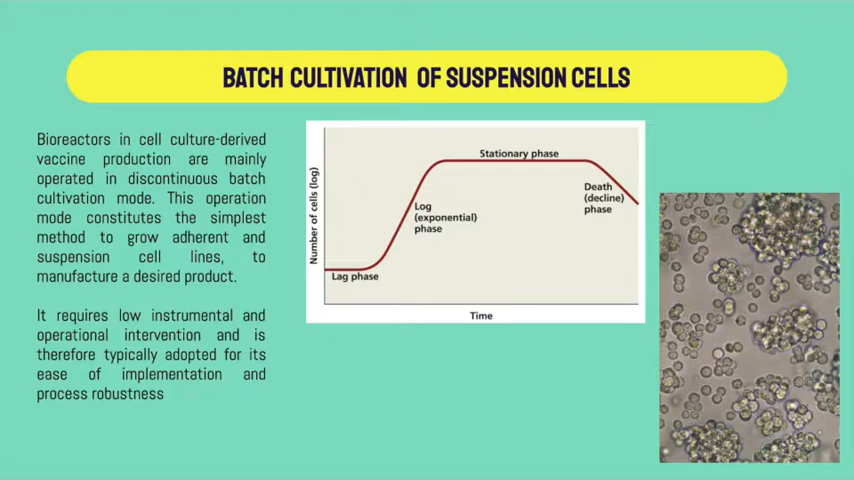 BATCH CULTIVATION OF SUSPENSION CELLS
Bioreactors in cell culture-derived
vaccine production are mainly
operated in discontinuous batch
cultivation mode. This operation
mode constitutes the simplest
method to grow adherent and
suspension cell lines, to
manufacture a desired product.
It requires low instrumental and
operational intervention and is
therefore typically adopted for its
ease of implementation and
process robustness
Number of cells (log)
Lag phase
Log
(exponential)
phase
Stationary phase
Death
(decline)
phase
Time